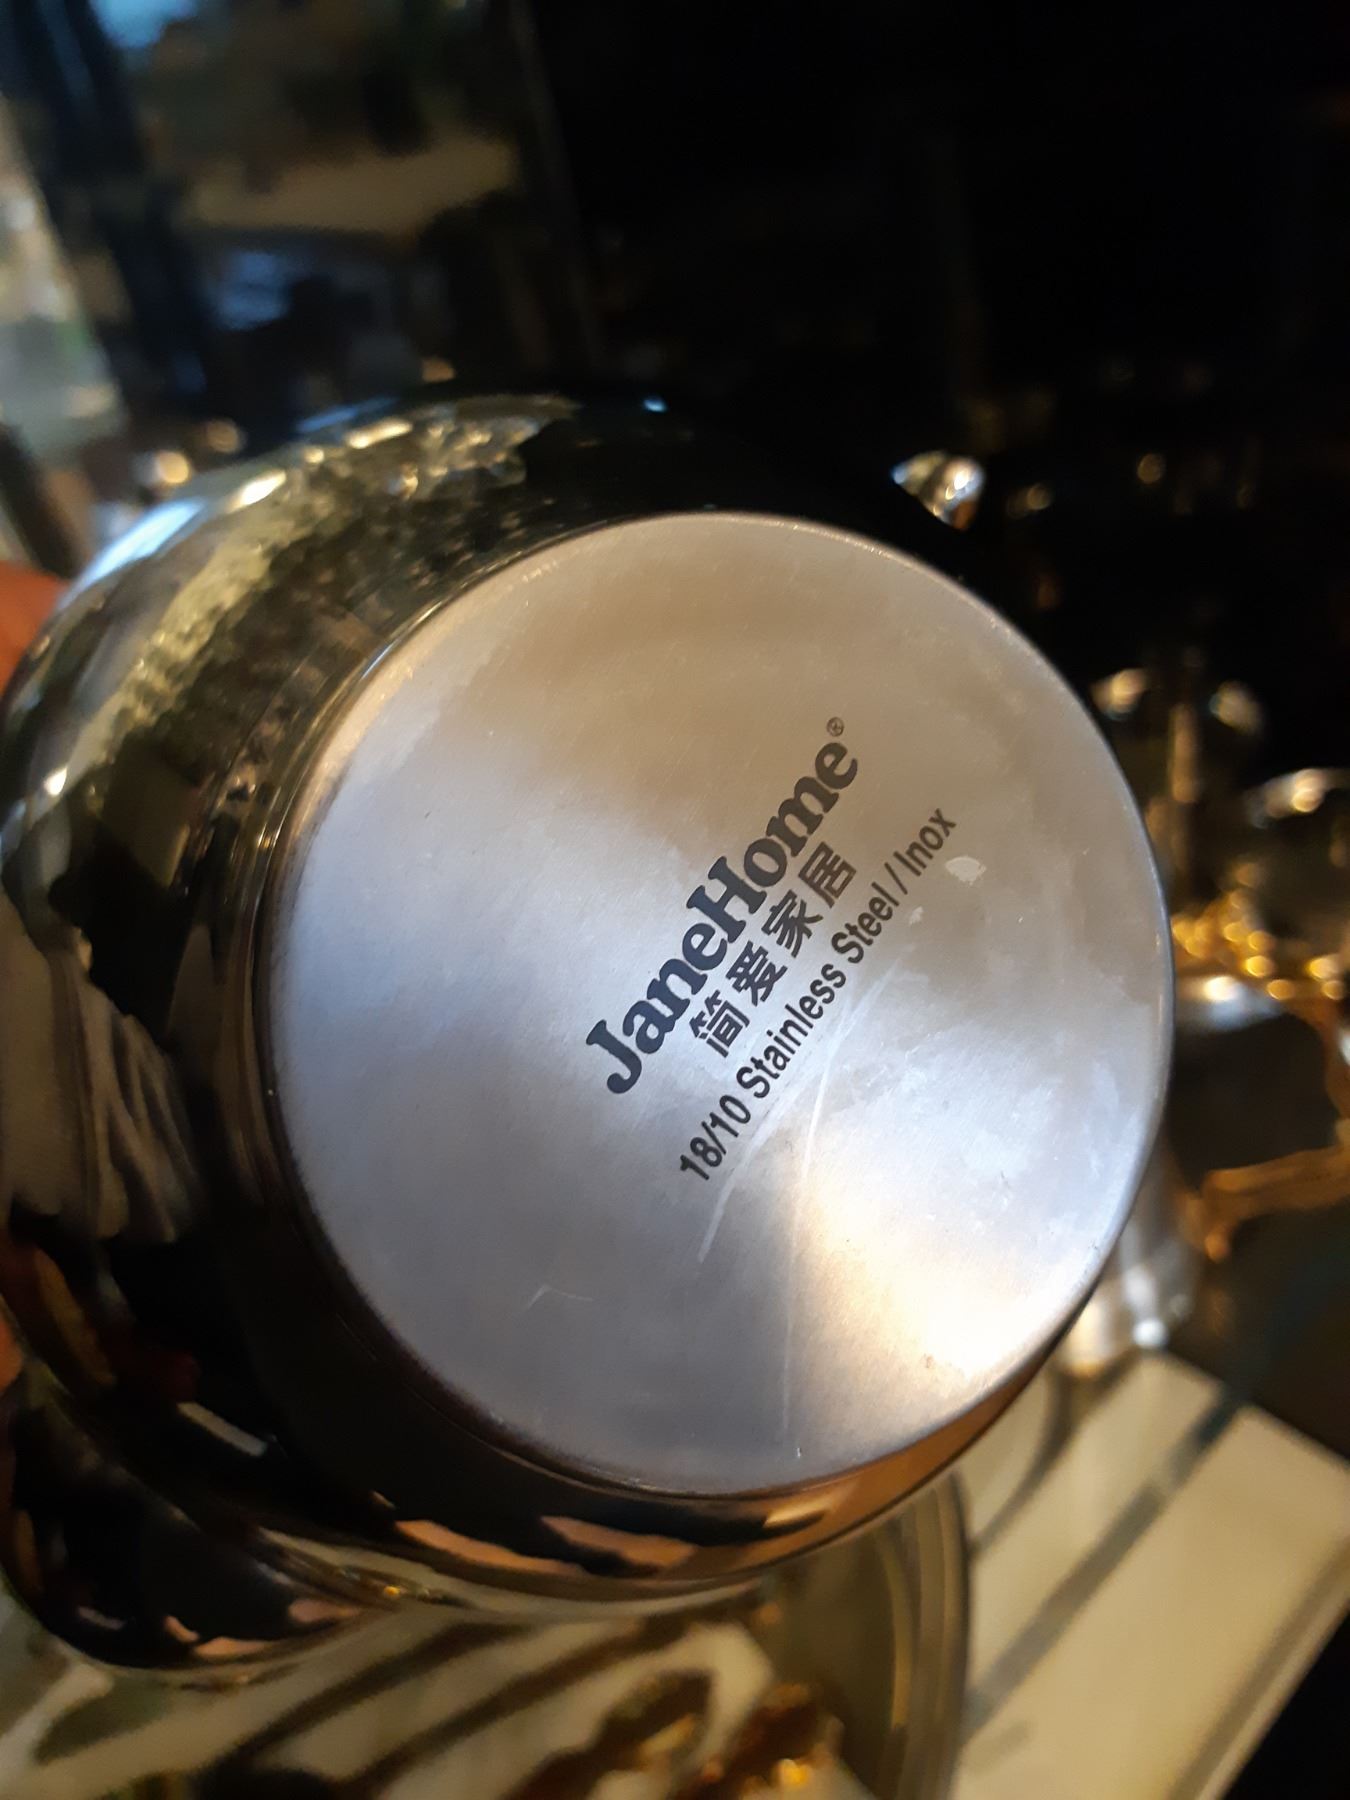 JaneHome®
简爱家居
18/10 Stainless Steel / Inox